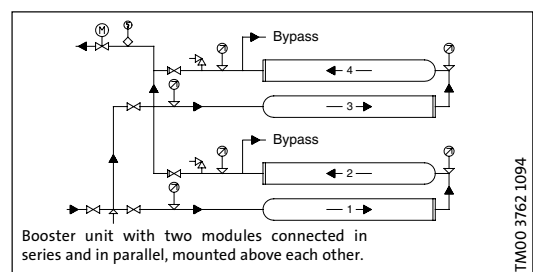 M
Bypass
4
3
Bypass
2
1
Booster unit with two modules connected in
series and in parallel, mounted above each other.
TM00 3762 1094